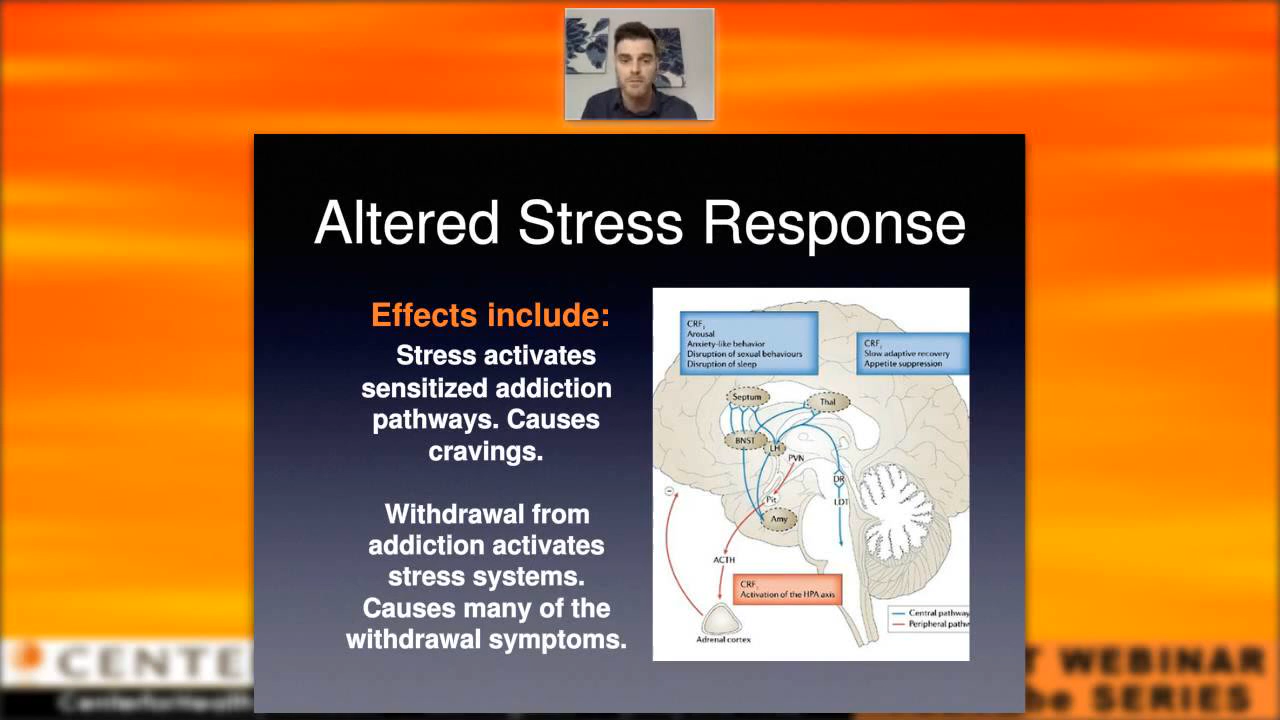 Altered Stress Response
Effects include:
Stress activates
sensitized addiction
pathways. Causes
cravings.
Withdrawal from
addiction activates
stress systems.
Causes many of the
withdrawal symptoms.
CRF₁
Arousal
Anxiety-like behavior
Disruption of sexual behaviours
Disruption of sleep
CRF₂
Slow adaptive recovery
Appetite suppression
Septum
Thal
BNST
LH
PVN
DR
LDT
Pit
Amy
ACTH
CRF₁
Activation of the HPA axis
Adrenal cortex
Central pathway
Peripheral pathw
CENTE
CenterforHealt
T WEBINAR
he SERIES